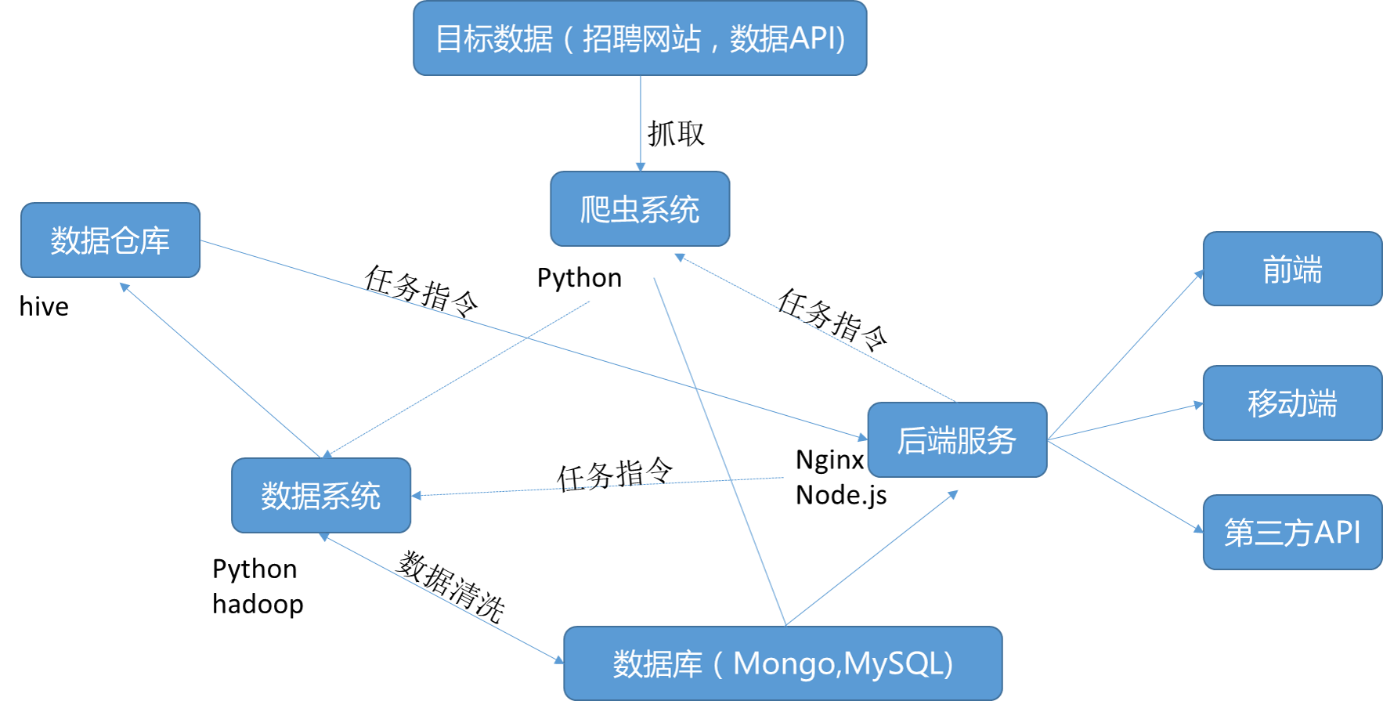 目标数据（招聘网站，数据API)
抓取
爬虫系统
Python
数据仓库
hive
任务指令
任务指令
前端
移动端
后端服务
Nginx
Node.js
任务指令
数据系统
Python
hadoop
数据清洗
第三方API
数据库（Mongo,MySQL)